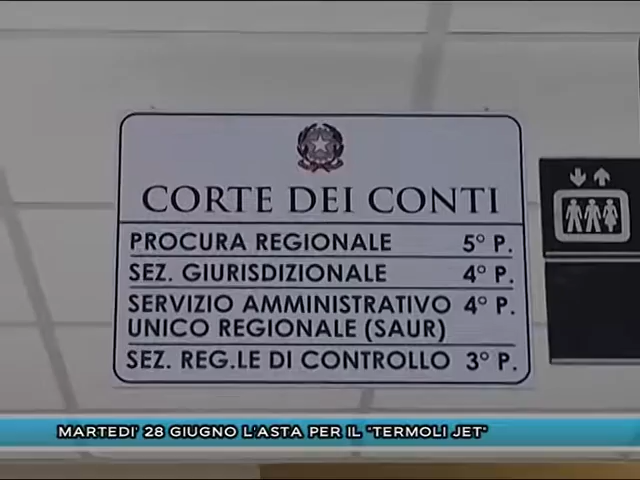 CORTE DEI CONTI
PROCURA REGIONALE 5° P.
SEZ. GIURISDIZIONALE 4° P.
SERVIZIO AMMINISTRATIVO 4° P.
UNICO REGIONALE (SAUR)
SEZ. REG.LE DI CONTROLLO 3° P.
MARTEDI' 28 GIUGNO L'ASTA PER IL "TERMOLI JET"